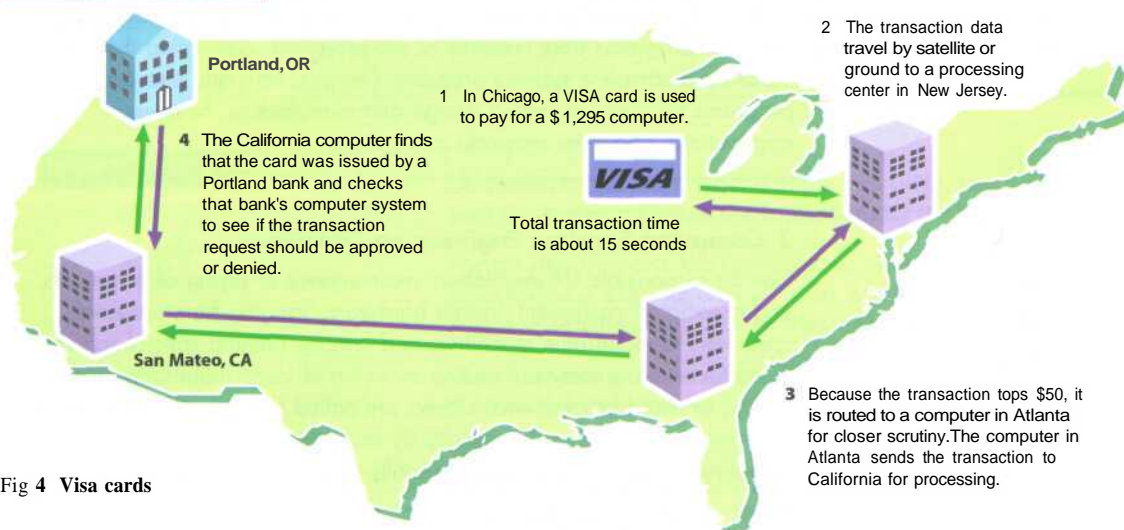 Portland, OR
1 In Chicago, a VISA card is used
to pay for a $1,295 computer.
2 The transaction data
travel by satellite or
ground to a processing
center in New Jersey.
4 The California computer finds
that the card was issued by a
Portland bank and checks
that bank's computer system
to see if the transaction
request should be approved
or denied.
VISA
Total transaction time
is about 15 seconds
San Mateo, CA
3 Because the transaction tops $50, it
is routed to a computer in Atlanta
for closer scrutiny.The computer in
Atlanta sends the transaction to
California for processing.
Fig 4 Visa cards